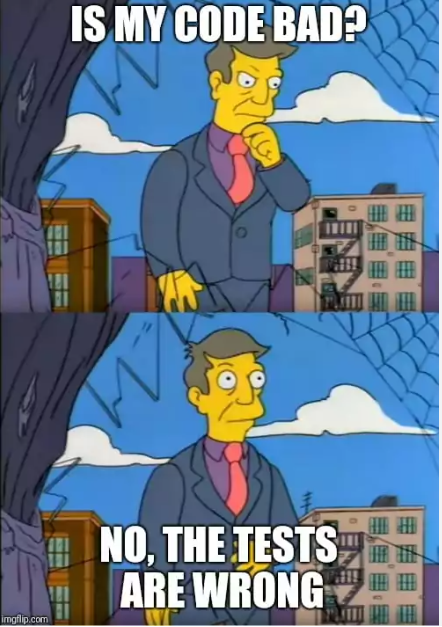 IS MY CODE BAD?
NO, THE TESTS
ARE WRONG
imgflip.com